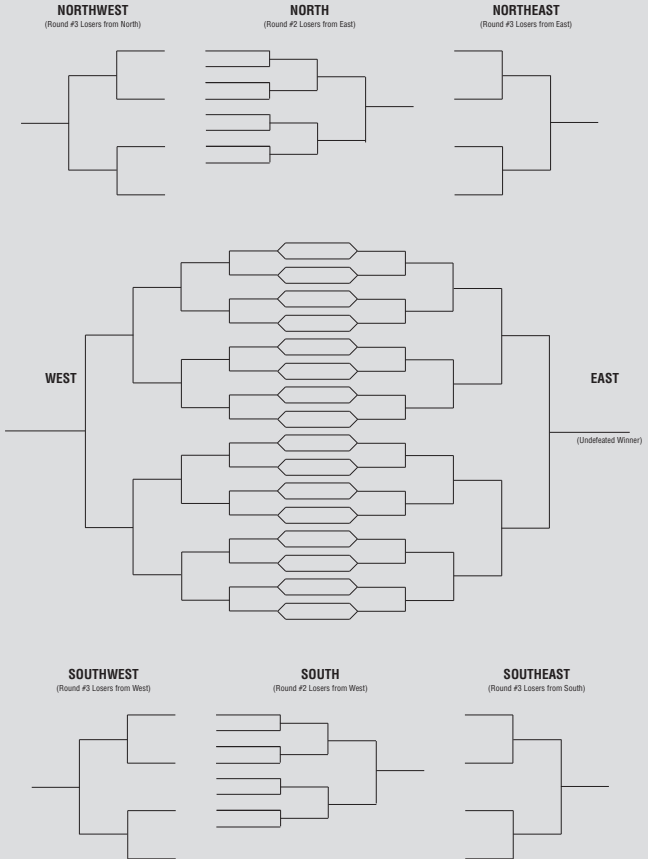 NORTHWEST
(Round #3 Losers from North)
NORTH
(Round #2 Losers from East)
NORTHEAST
(Round #3 Losers from East)
WEST
EAST
(Undefeated Winner)
SOUTHWEST
(Round #3 Losers from West)
SOUTH
(Round #2 Losers from West)
SOUTHEAST
(Round #3 Losers from South)